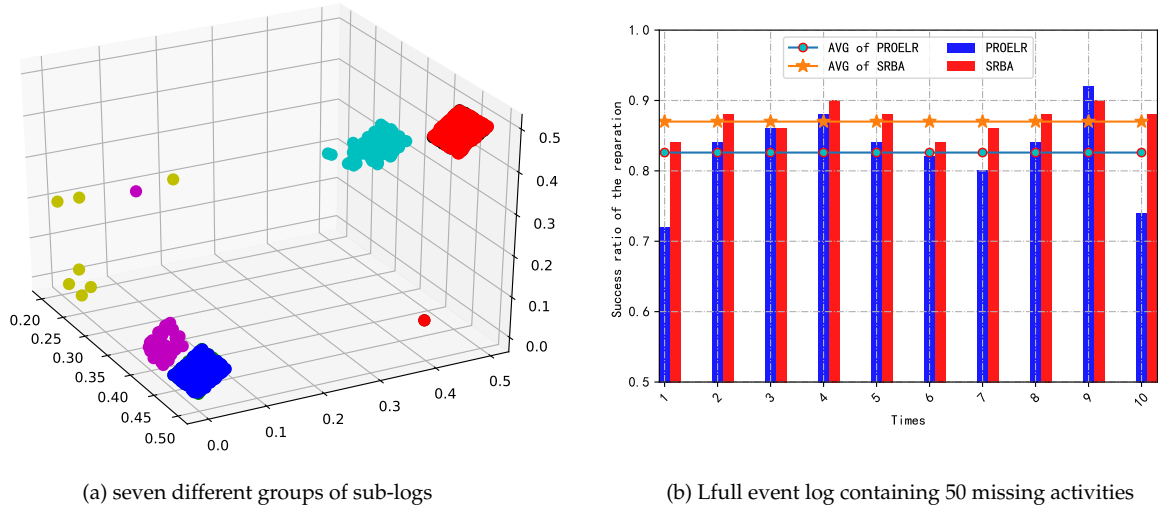 0.5
0.4
0.3
0.2
0.1
0.0
0.20
0.25
0.30
0.35
0.40
0.45
0.50
0.0
0.1
0.2
0.3
0.4
0.5
(a) seven different groups of sub-logs
1.0
0.9
0.8
0.7
0.6
0.5
Success ratio of the reparation
AVG of PROELR
AVG of SRBA
PROELR
SRBA
1 2 3 4 5 6 7 8 9 10
Times
(b) Lfull event log containing 50 missing activities